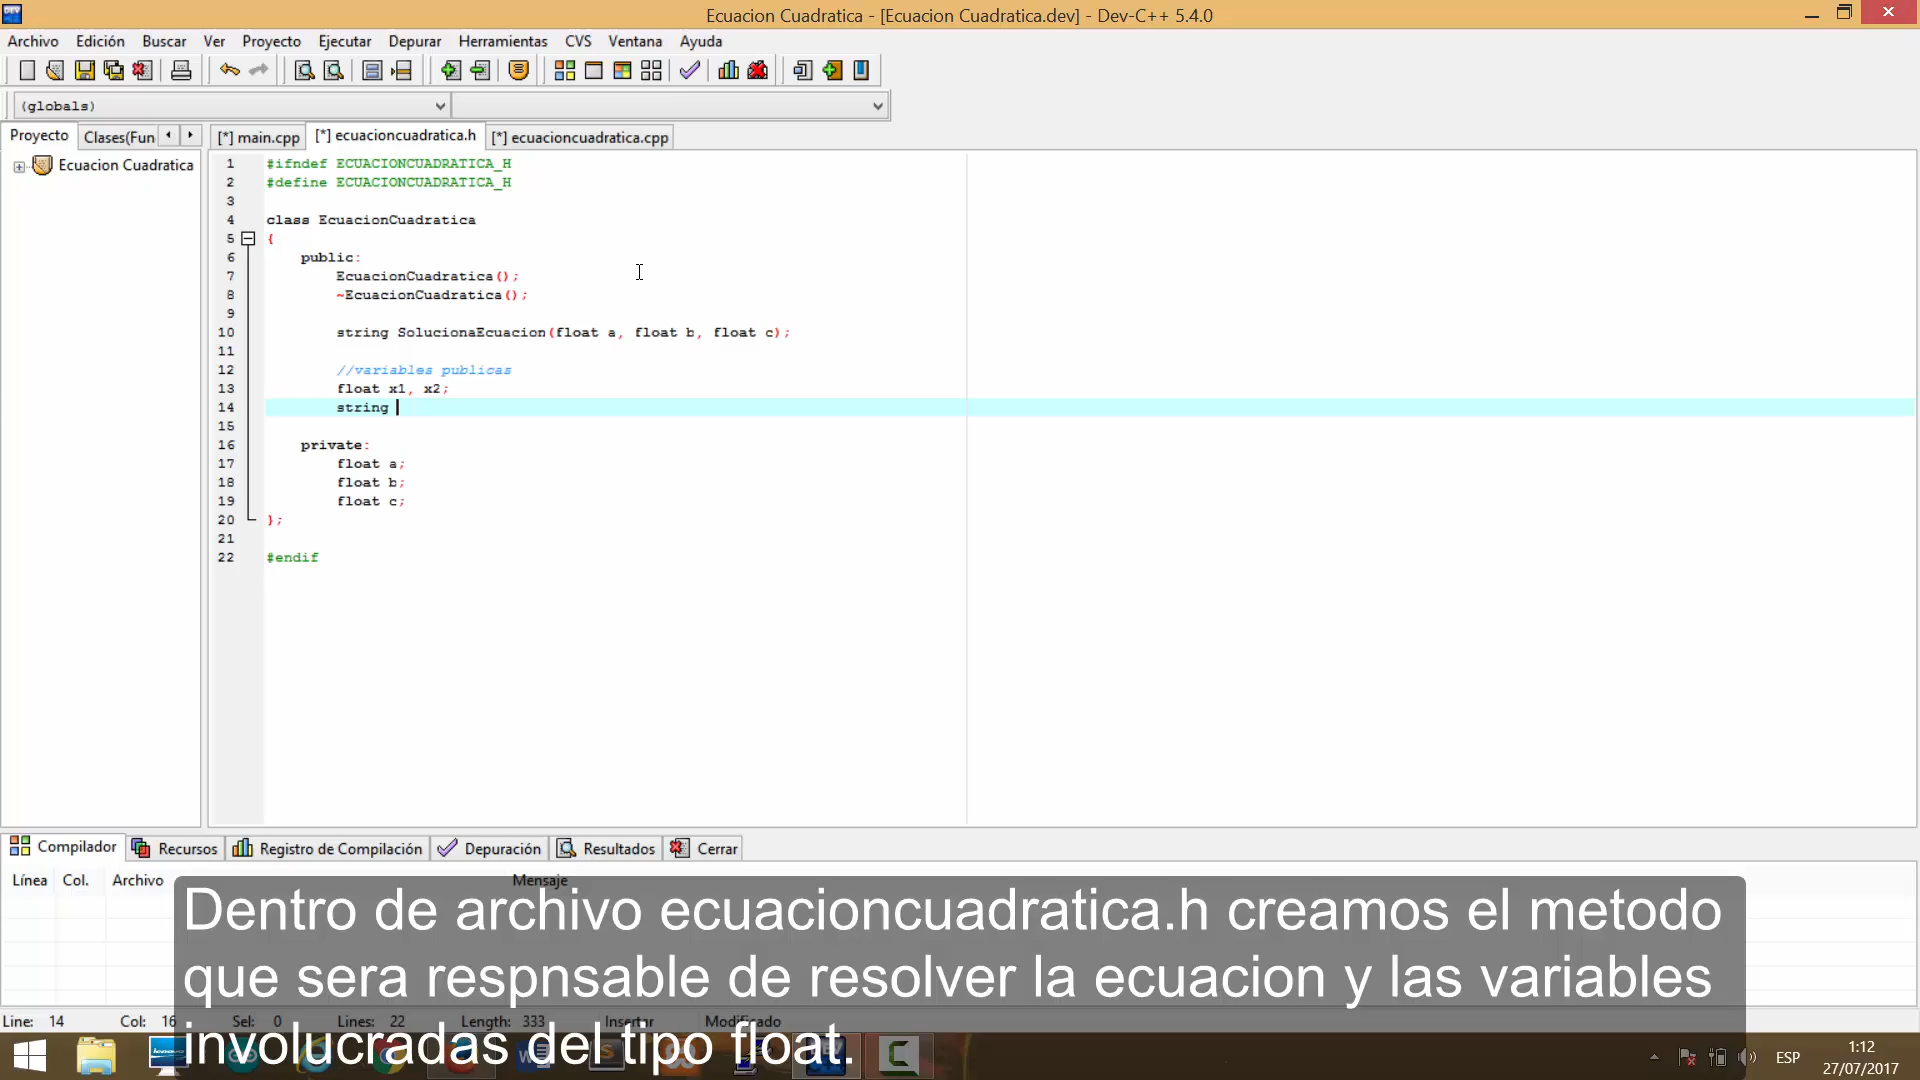 Ecuacion Cuadratica - [Ecuacion Cuadratica.dev] - Dev-C++ 5.4.0
Archivo Edición Buscar Ver Proyecto Ejecutar Depurar Herramientas CVS Ventana Ayuda
(globals)
Proyecto Clases(Fun [*] main.cpp [*] ecuacioncuadratica.h [*] ecuacioncuadratica.cpp
Ecuacion Cuadratica
1 #ifndef ECUACIONCUADRATICA_H
2 #define ECUACIONCUADRATICA_H
3
4 class EcuacionCuadratica
5 {
6 public:
7 EcuacionCuadratica();
8 ~EcuacionCuadratica();
9
10 string SolucionaEcuacion(float a, float b, float c);
11
12 //variables publicas
13 float x1, x2;
14 string
15
16 private:
17 float a;
18 float b;
19 float c;
20 };
21
22 #endif
Compilador Recursos Registro de Compilación Depuración Resultados Cerrar
Línea Col. Archivo Mensaje
Dentro de archivo ecuacioncuadratica.h creamos el metodo
que sera respnsable de resolver la ecuacion y las variables
involucradas del tipo float.
Line: 14 Col: 16 Sel: 0 Lines: 22 Length: 333 Insertar Modificado
ESP
1:12
27/07/2017